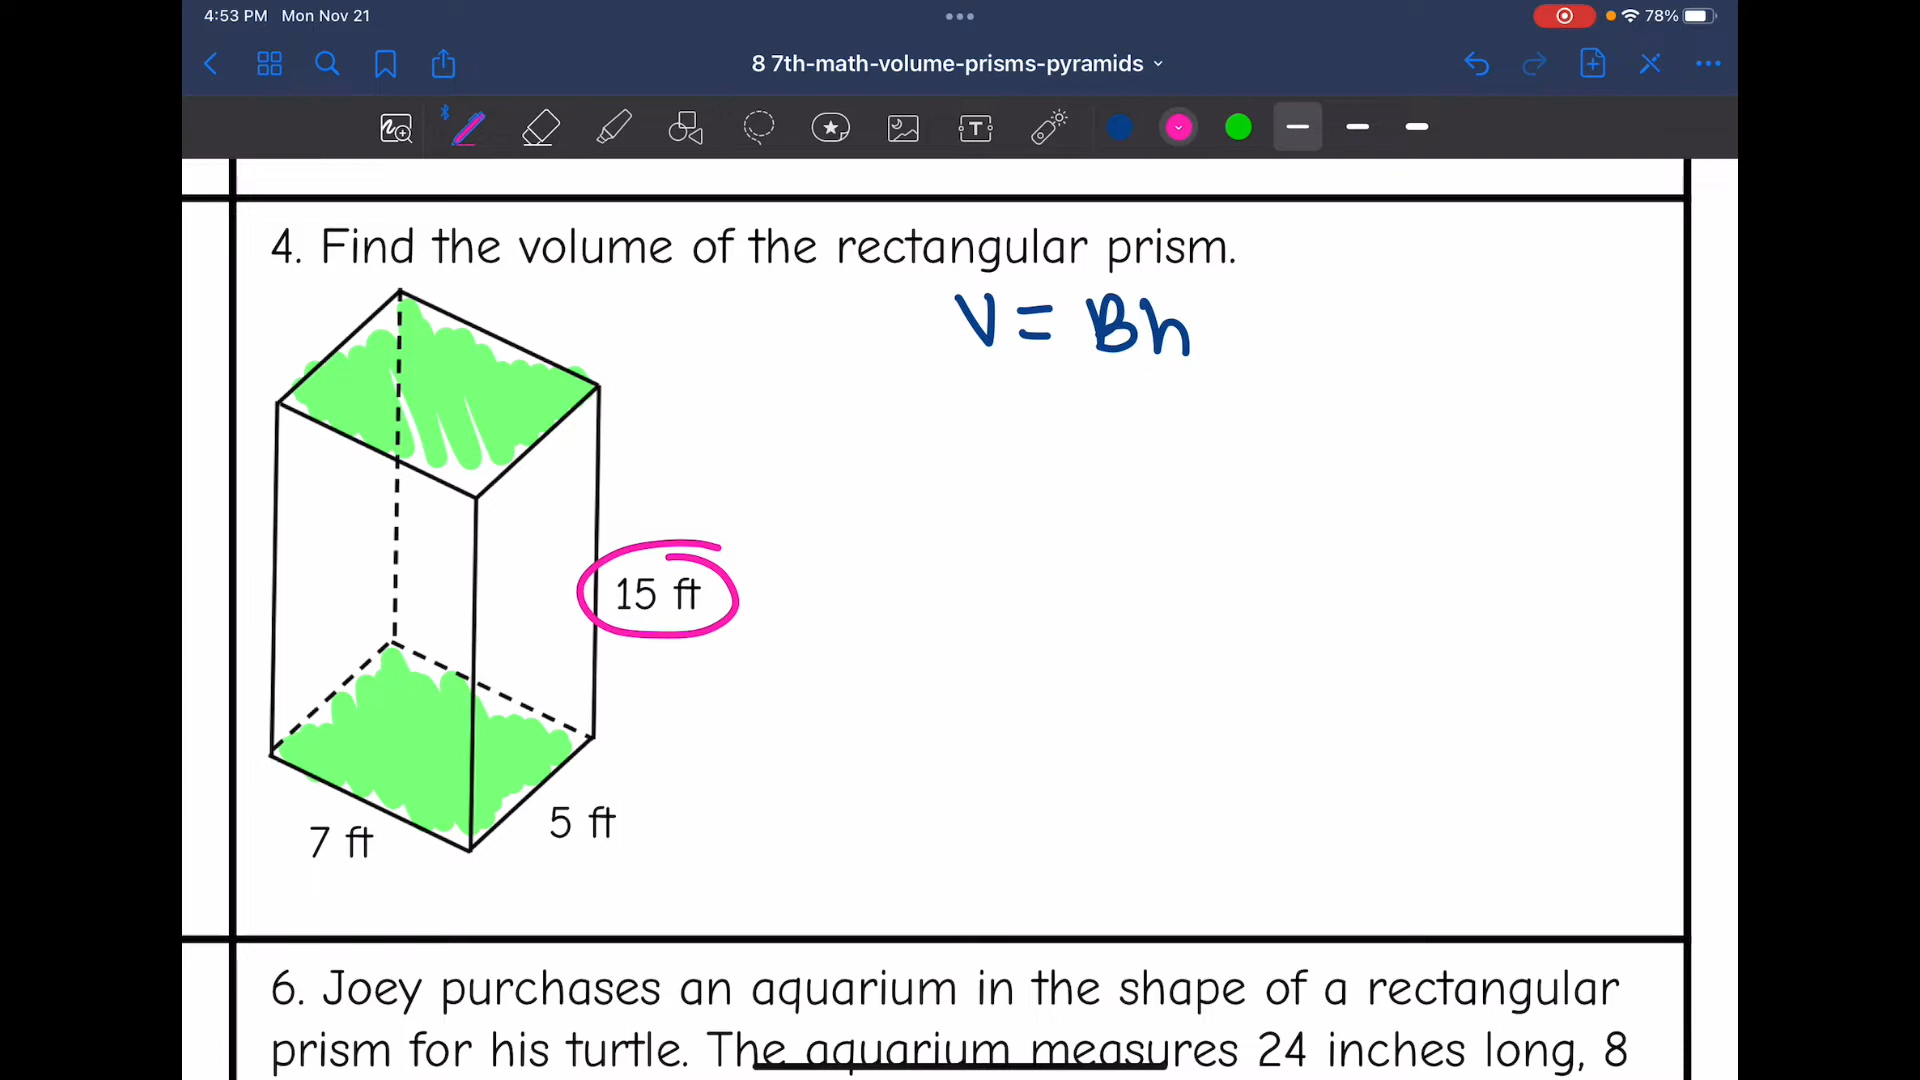 4:53 PM Mon Nov 21
78%
8 7th-math-volume-prisms-pyramids
T
4. Find the volume of the rectangular prism.
V = Bh
15 ft
5 ft
7 ft
6. Joey purchases an aquarium in the shape of a rectangular
prism for his turtle. The aquarium measures 24 inches long, 8